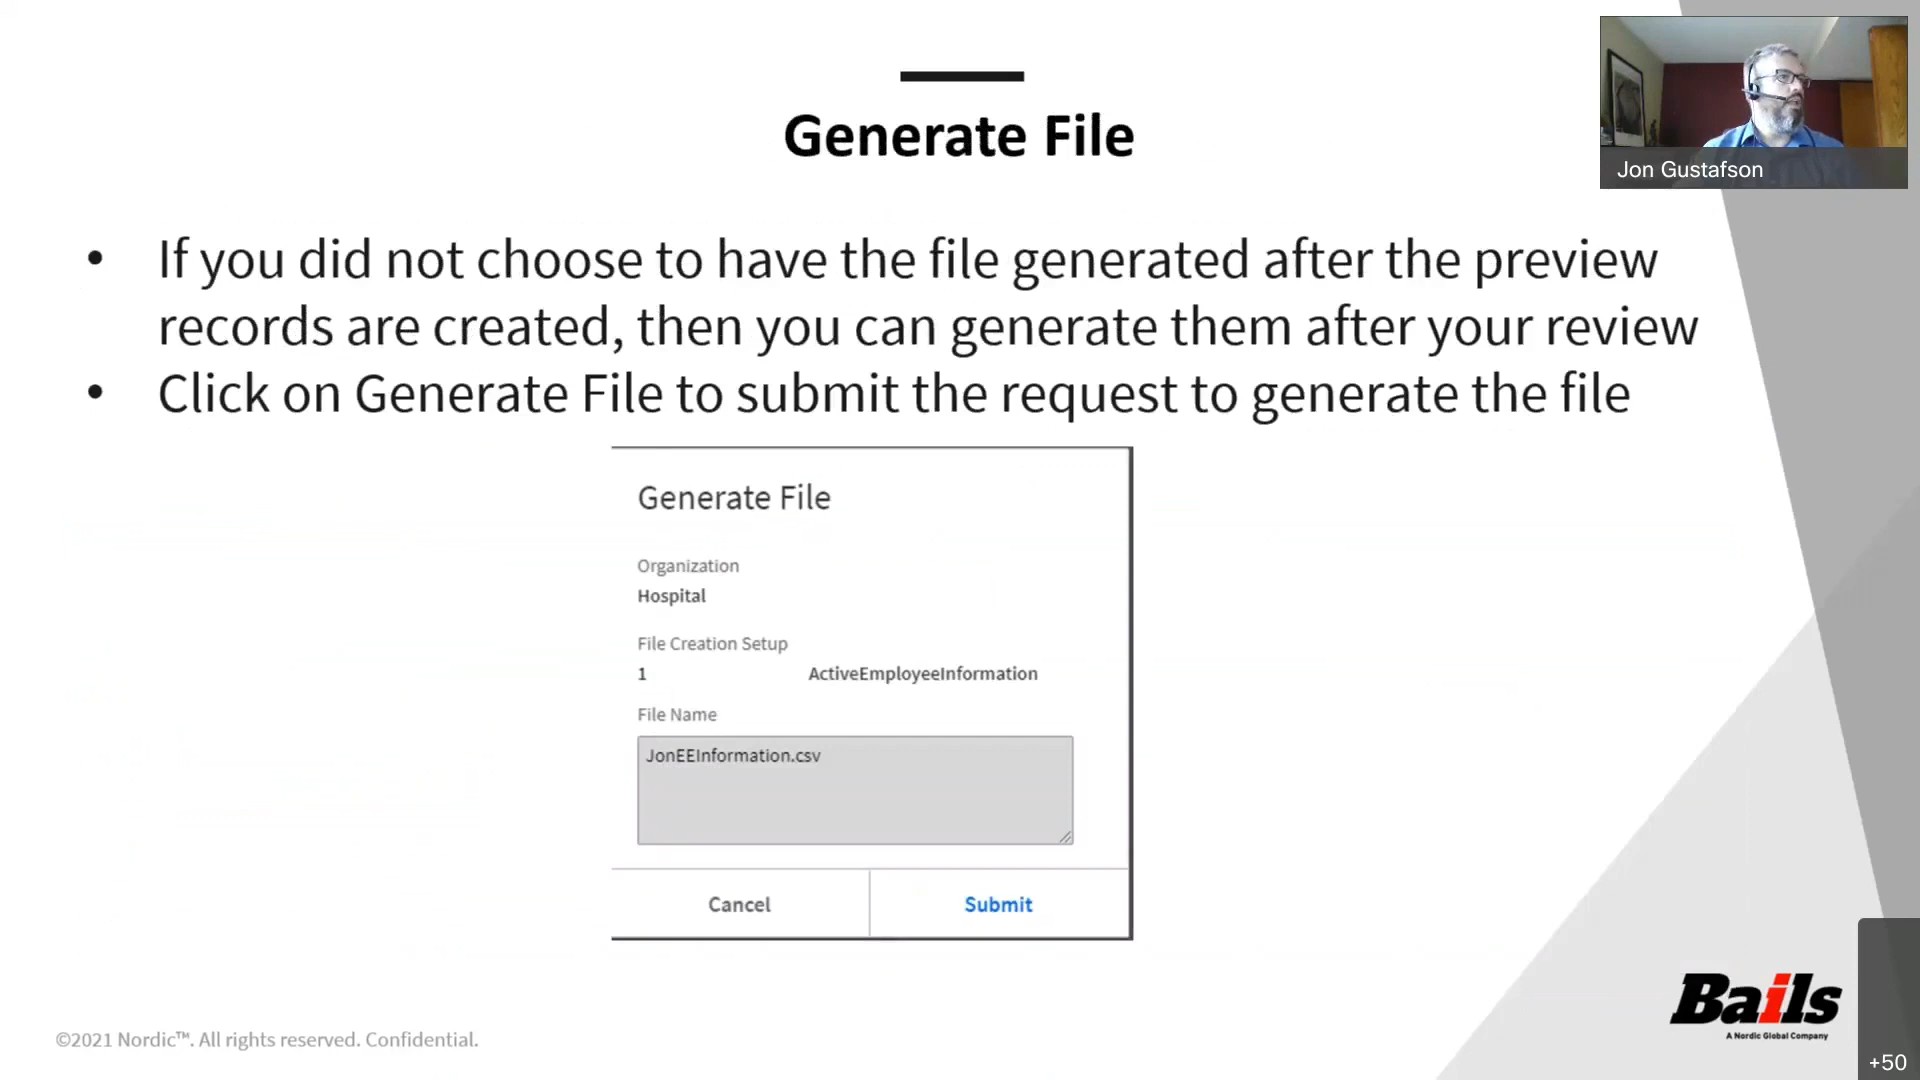 Generate File
Jon Gustafson
• If you did not choose to have the file generated after the preview
records are created, then you can generate them after your review
• Click on Generate File to submit the request to generate the file
Generate File
Organization
Hospital
File Creation Setup
1 ActiveEmployeeInformation
File Name
JonEEInformation.csv
Cancel Submit
Bails
A Nordic Global Company
©2021 Nordic™. All rights reserved. Confidential.
+50